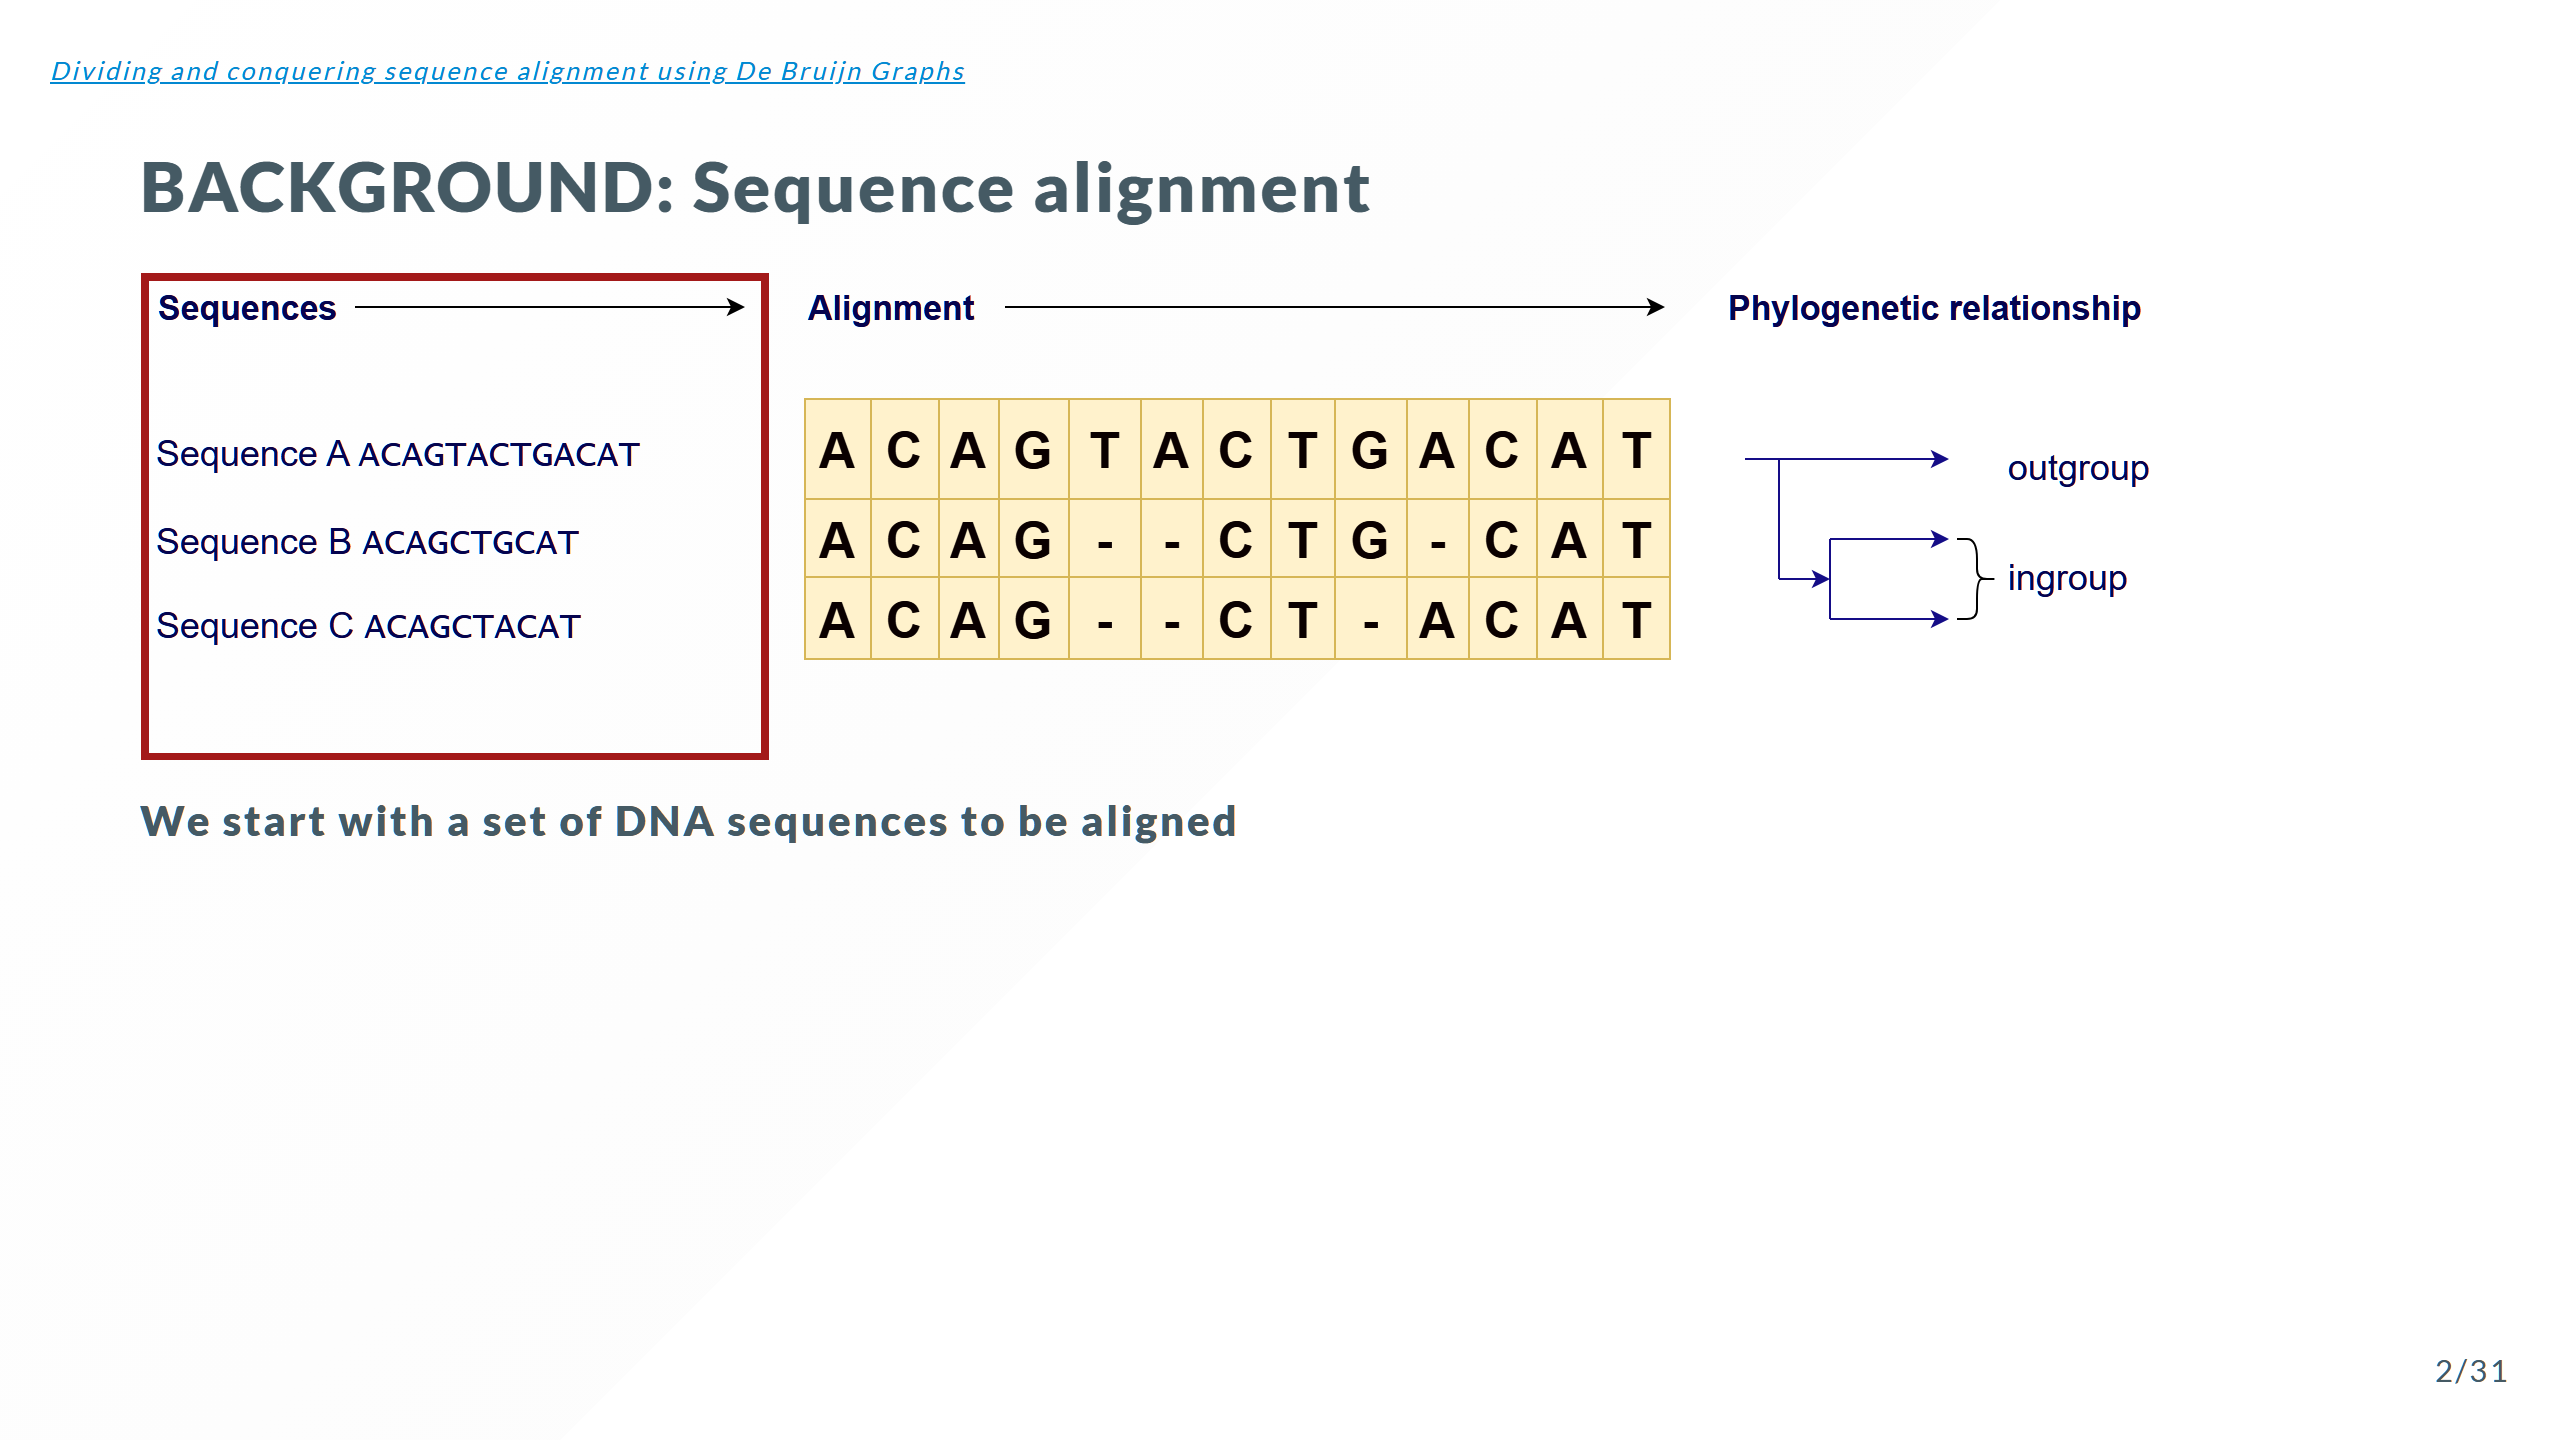 Dividing and conquering sequence alignment using De Bruijn Graphs
BACKGROUND: Sequence alignment
Sequences
Alignment
Phylogenetic relationship
Sequence A ACAGTACTGACAT
Sequence B ACAGCTGCAT
Sequence C ACAGCTACAT
A C A G T A C T G A C A T
A C A G - - C T G - C A T
A C A G - - C T - A C A T
outgroup
ingroup
We start with a set of DNA sequences to be aligned
2/31